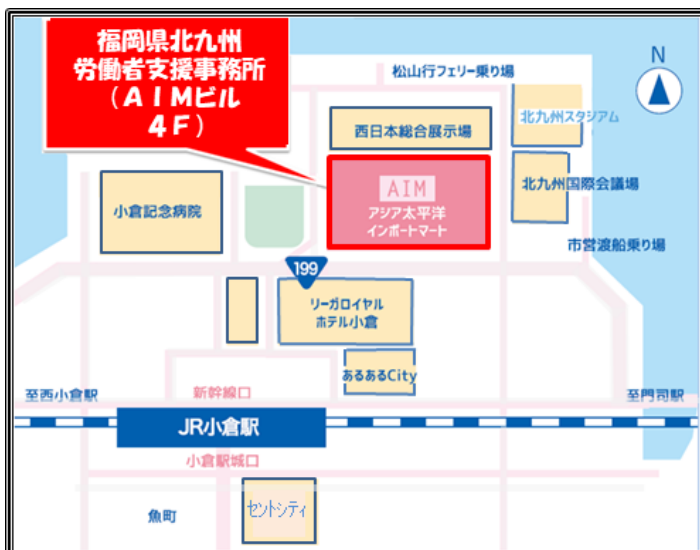 福岡県北九州
労働者支援事務所
（ＡＩＭビル
４Ｆ）
N
松山行フェリー乗り場
北九州スタジアム
西日本総合展示場
AIM
アジア太平洋
インポートマート
北九州国際会議場
小倉記念病院
市営渡船乗り場
199
リーガロイヤル
ホテル小倉
あるあるCity
至西小倉駅
新幹線口
至門司駅
JR小倉駅
小倉駅城口
魚町
セントシティ